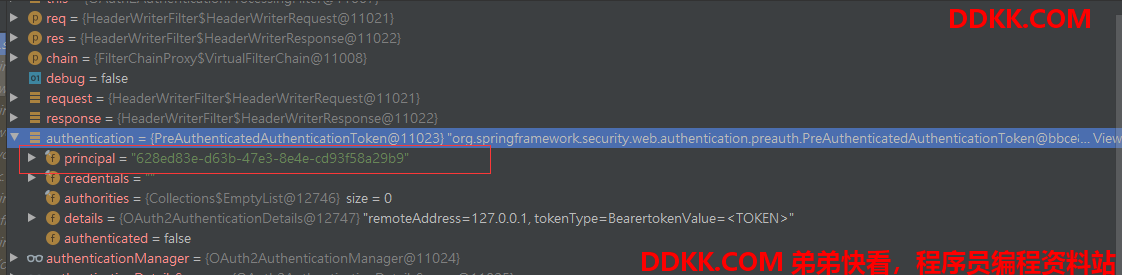 this = {OAuth2AuthenticationProcessingFilter@
req = {HeaderWriterFilter$HeaderWriterRequest@11021}
DDKK.COM
res = {HeaderWriterFilter$HeaderWriterResponse@11022}
chain = {FilterChainProxy$VirtualFilterChain@11008}
debug = false
request = {HeaderWriterFilter$HeaderWriterRequest@11021}
response = {HeaderWriterFilter$HeaderWriterResponse@11022}
authentication = {PreAuthenticatedAuthenticationToken@11023} "org.springframework.security.web.authentication.preauth.PreAuthenticatedAuthenticationToken@bbcei... View
principal = "628ed83e-d63b-47e3-8e4e-cd93f58a29b9"
credentials = ""
authorities = {Collections$EmptyList@12746} size = 0
details = {OAuth2AuthenticationDetails@12747} "remoteAddress=127.0.0.1, tokenType=BearertokenValue=<TOKEN>"
authenticated = false
authenticationManager = {OAuth2AuthenticationManager@11024}
DDKK.COM 弟弟快看，程序员编程资料站